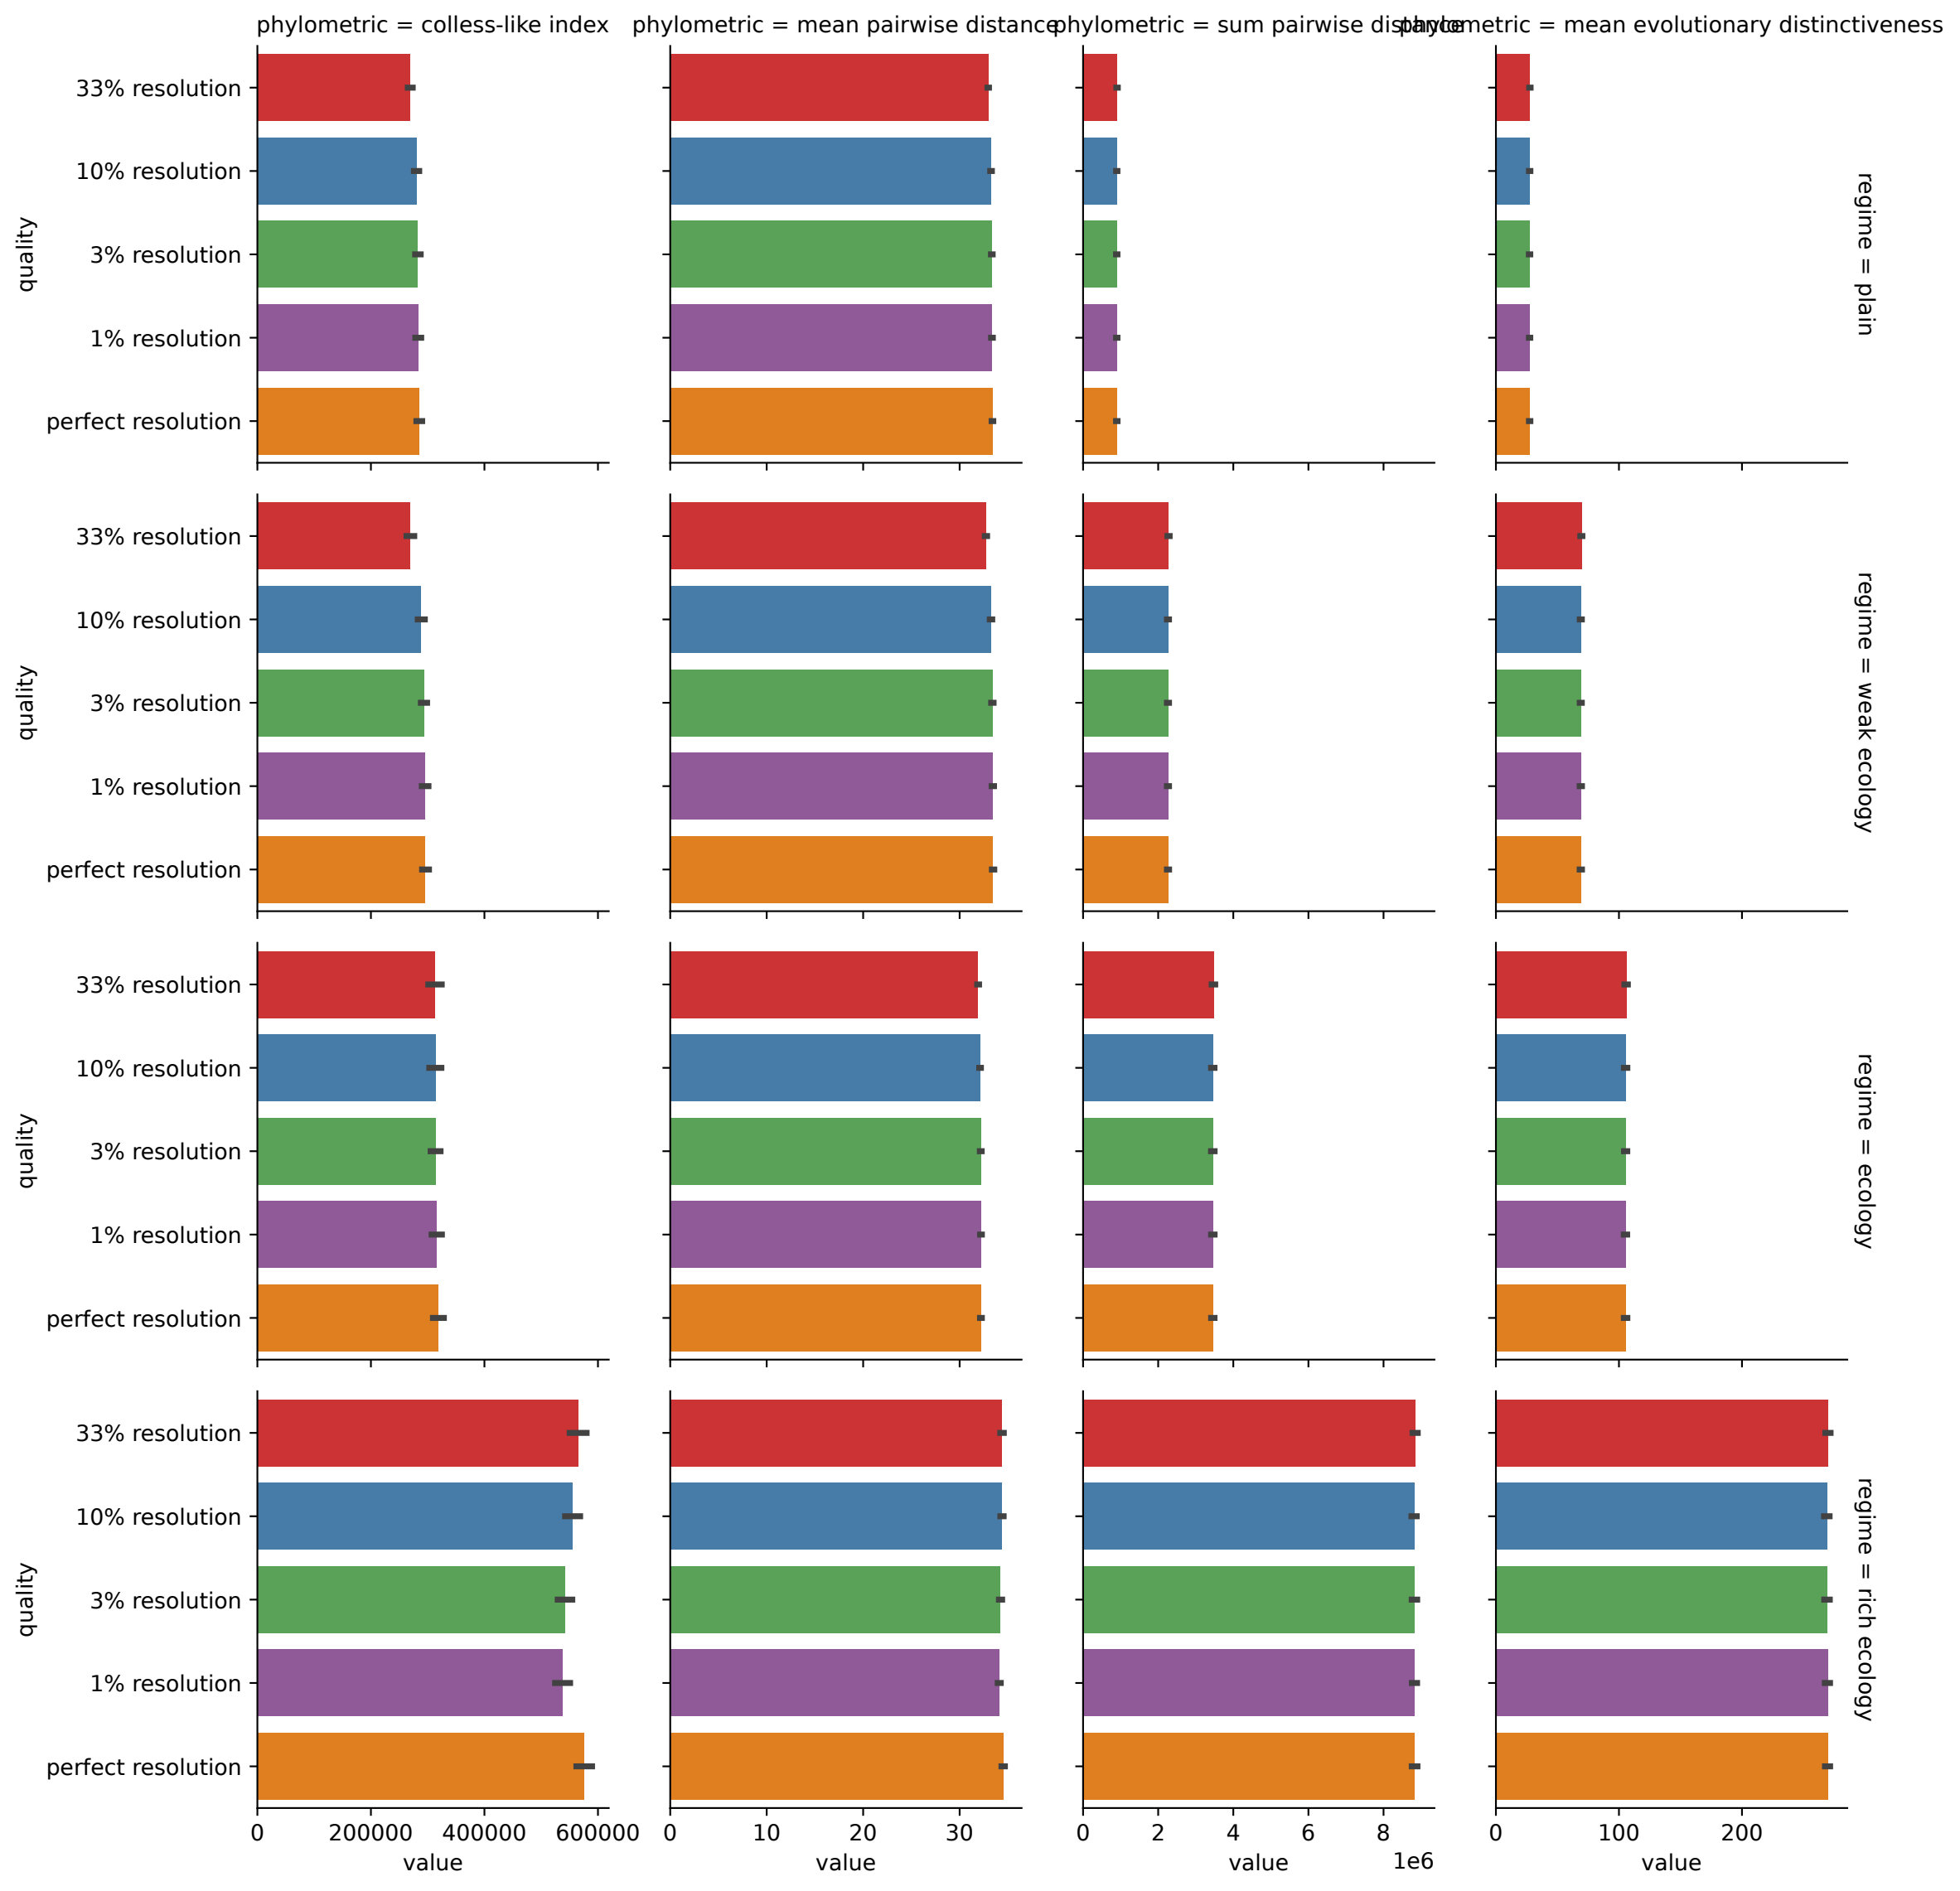 phylometric = colless-like index
phylometric = mean pairwise distance
phylometric = sum pairwise distance
phylometric = mean evolutionary distinctiveness
33% resolution
10% resolution
3% resolution
1% resolution
perfect resolution
quality
regime = plain
33% resolution
10% resolution
3% resolution
1% resolution
perfect resolution
quality
regime = weak ecology
33% resolution
10% resolution
3% resolution
1% resolution
perfect resolution
quality
regime = ecology
33% resolution
10% resolution
3% resolution
1% resolution
perfect resolution
quality
regime = rich ecology
0 200000 400000 600000
value
0 10 20 30
value
0 2 4 6 8
1e6
value
0 100 200
value